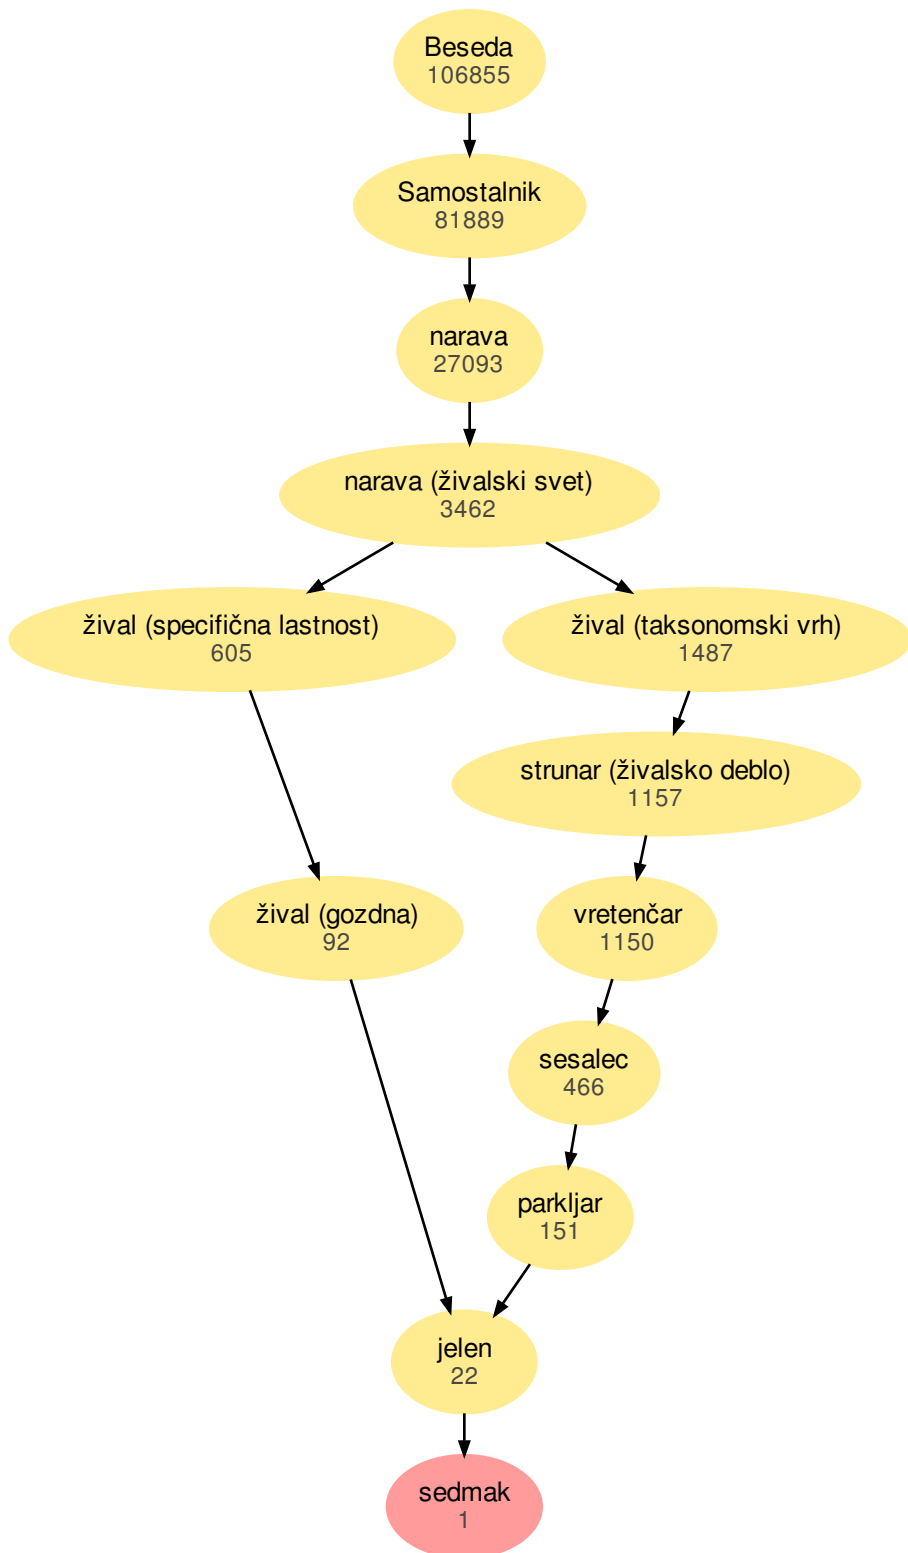 Beseda
106855
Samostalnik
81889
narava
27093
narava (živalski svet)
3462
žival (specifična lastnost)
605
žival (taksonomski vrh)
1487
strunar (živalsko deblo)
1157
žival (gozdna)
92
vretenčar
1150
sesalec
466
parkljar
151
jelen
22
sedmak
1